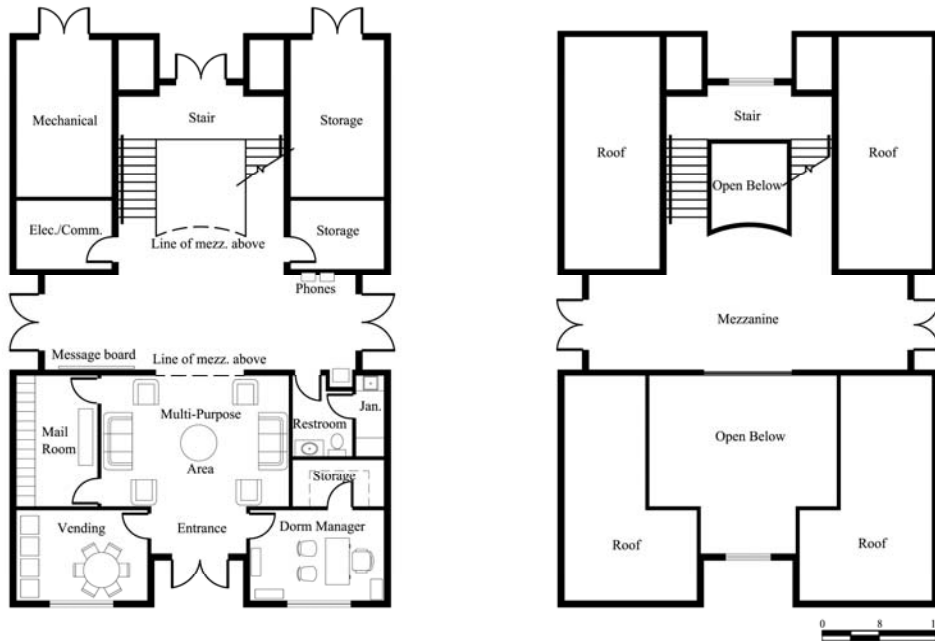 Mechanical
Stair
Storage
Elec./Comm.
Line of mezz. above
Storage
Phones
Message board
Line of mezz. above
Multi-Purpose
Area
Mail
Room
Restroom
Jan.
Storage
Vending
Entrance
Dorm Manager
Roof
Stair
Roof
Open Below
Mezzanine
Open Below
Roof
Roof
0 8